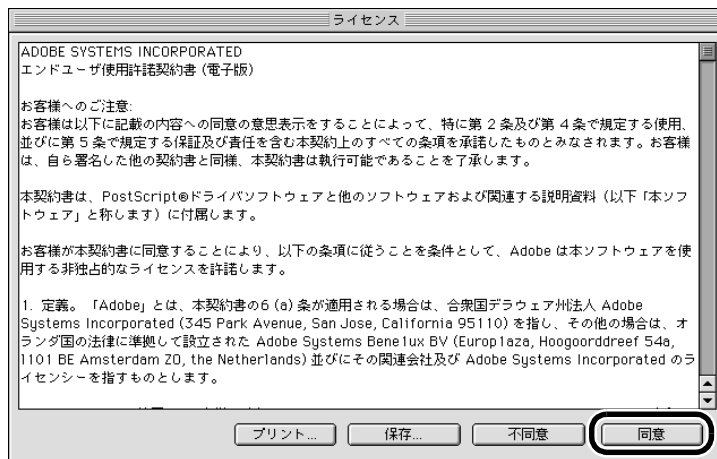 ライセンス
ADOBE SYSTEMS INCORPORATED
エンドユーザ使用許諾契約書 (電子版)
お客様へのご注意:
お客様は以下に記載の内容への同意の意思表示をすることによって、特に第 2 条及び第 4 条で規定する使用、
並びに第 5 条で規定する保証及び責任を含む本契約上のすべての条項を承諾したものとみなされます。お客様
は、自ら署名した他の契約書と同様、本契約書は執行可能であることを了承します。
本契約書は、PostScript®ドライバソフトウェアと他のソフトウェアおよび関連する説明資料 (以下「本ソフ
トウェア」と称します) に付属します。
お客様が本契約書に同意することにより、以下の条項に従うことを条件として、Adobe は本ソフトウェアを使
用する非独占的なライセンスを許諾します。
1. 定義。 「Adobe」とは、本契約書の6 (a) 条が適用される場合は、合衆国デラウェア州法人 Adobe
Systems Incorporated (345 Park Avenue, San Jose, California 95110) を指し、その他の場合は、オ
ランダ国の法律に準拠して設立された Adobe Systems Bene1ux BV (Europ1aza, Hoogoorddreef 54a,
1101 BE Amsterdam ZO, the Netherlands) 並びにその関連会社及び Adobe Systems Incorporated のラ
イセンシーを指すものとします。
プリント... 保存... 不同意 同意